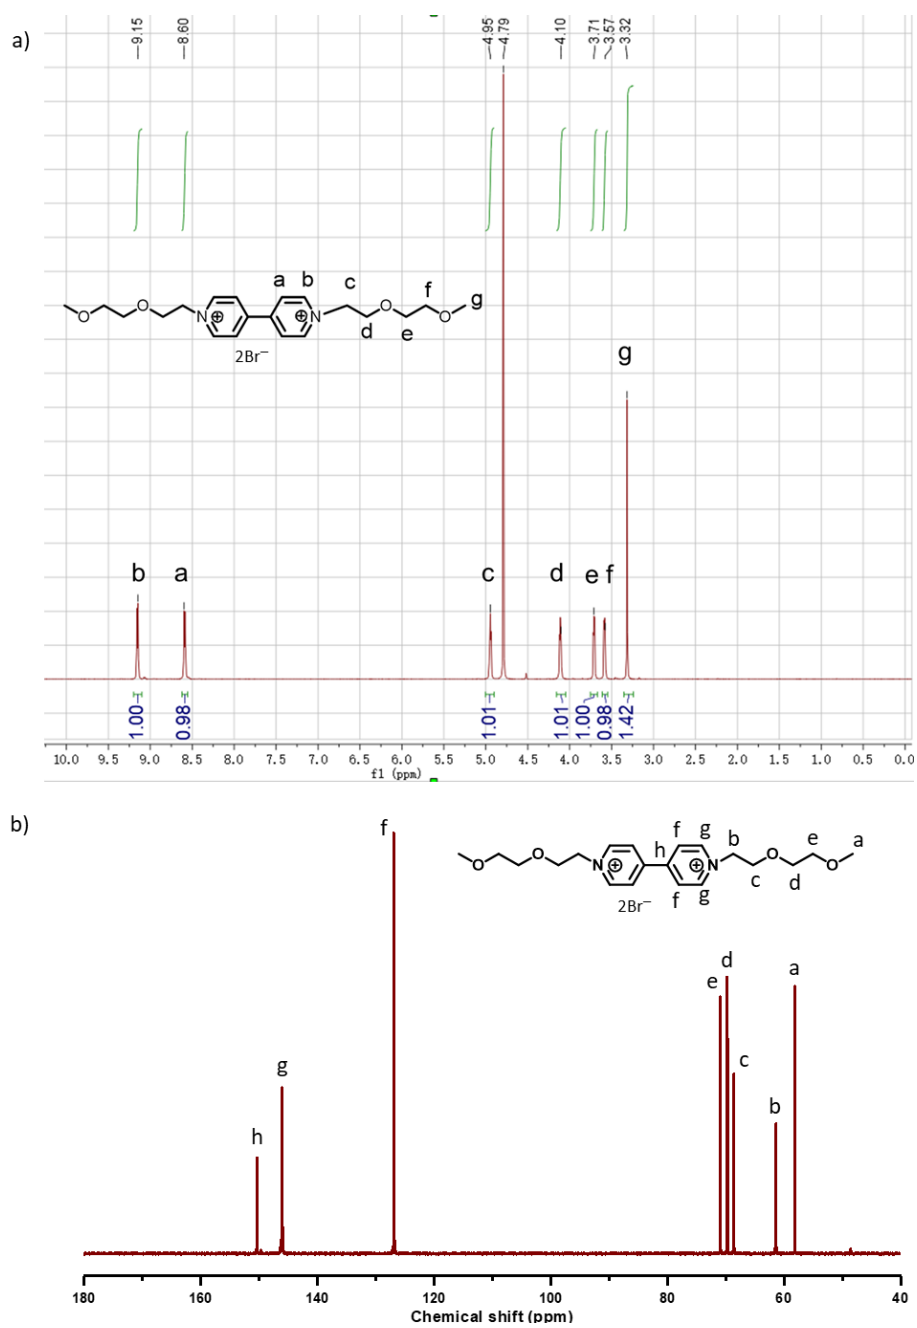 a)
9.15
8.60
4.95
4.79
4.10
3.71
3.57
3.32
a b c f g
O O N ⊕ ⊕ N O O
d e
2Br−
g
b a c d e f
1.00
0.98
1.01
1.01
1.00
0.98
1.42
10.0 9.5 9.0 8.5 8.0 7.5 7.0 6.5 6.0 5.5 5.0 4.5 4.0 3.5 3.0 2.5 2.0 1.5 1.0 0.5 0.0
f1 (ppm)
b)
f
f g b e a
h
O O N ⊕ ⊕ N O O
f g c d
2Br−
e d a
g c
h b
180 160 140 120 100 80 60 40
Chemical shift (ppm)